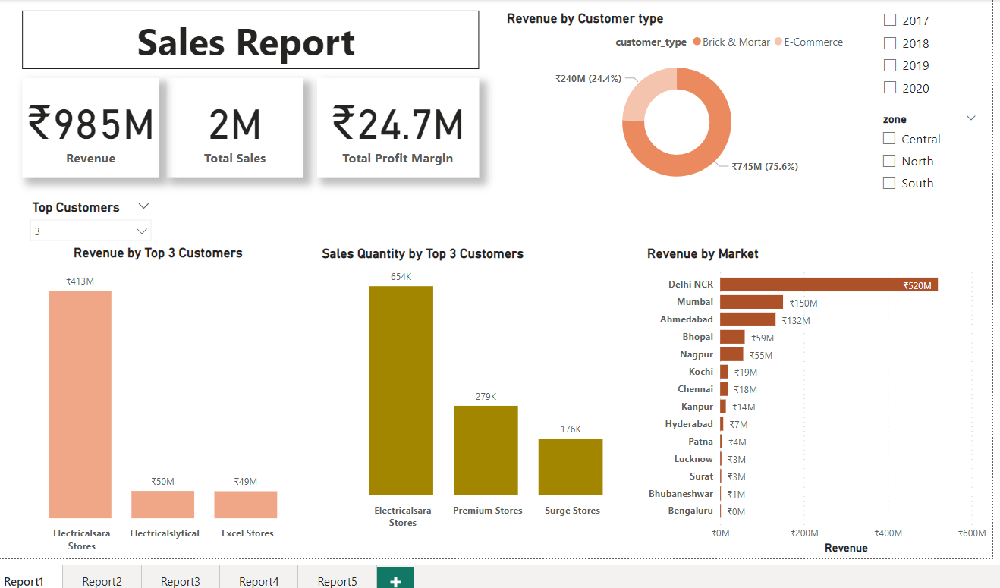 Sales Report
₹985M
Revenue
2M
Total Sales
₹24.7M
Total Profit Margin
Revenue by Customer type
customer_type Brick & Mortar E-Commerce
₹240M (24.4%)
₹745M (75.6%)
2017
2018
2019
2020
zone
Central
North
South
Top Customers
3
Revenue by Top 3 Customers
₹413M
₹50M
₹49M
Electricalsara
Stores
Electricalslytical
Excel Stores
Sales Quantity by Top 3 Customers
654K
279K
176K
Electricalsara
Stores
Premium Stores
Surge Stores
Revenue by Market
Delhi NCR ₹520M
Mumbai ₹150M
Ahmedabad ₹132M
Bhopal ₹59M
Nagpur ₹55M
Kochi ₹19M
Chennai ₹18M
Kanpur ₹14M
Hyderabad ₹7M
Patna ₹4M
Lucknow ₹3M
Surat ₹3M
Bhubaneshwar ₹1M
Bengaluru ₹0M
₹0M ₹200M ₹400M ₹600M
Revenue
Report1 Report2 Report3 Report4 Report5 +